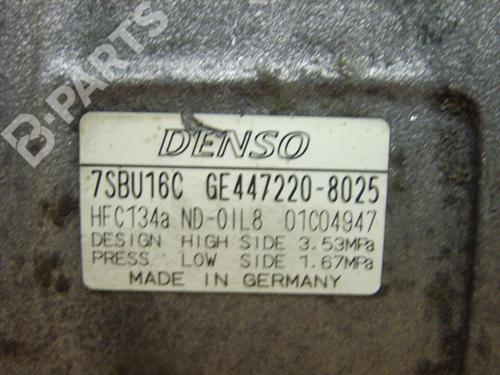 B-PARTS
DENSO
7SBU16C GE447220-8025
HFC134a ND-OIL8 01C04947
DESIGN HIGH SIDE 3.53MPa
PRESS LOW SIDE 1.67MPa
MADE IN GERMANY
B-PARTS